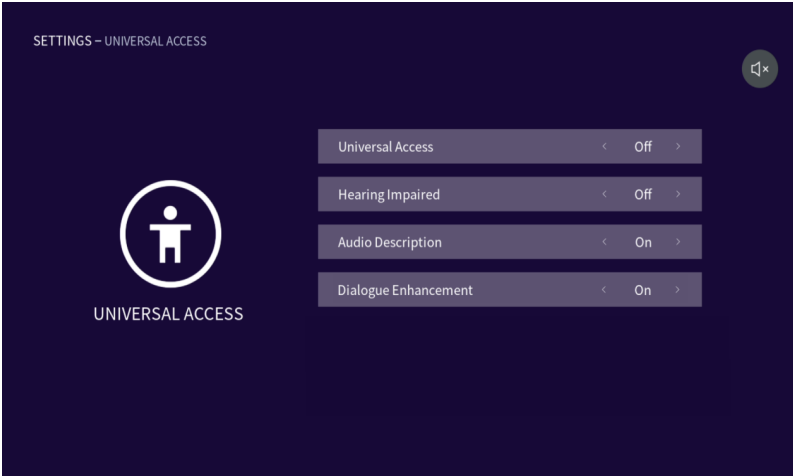 SETTINGS – UNIVERSAL ACCESS
Universal Access < Off >
Hearing Impaired < Off >
Audio Description < On >
Dialogue Enhancement < On >
UNIVERSAL ACCESS